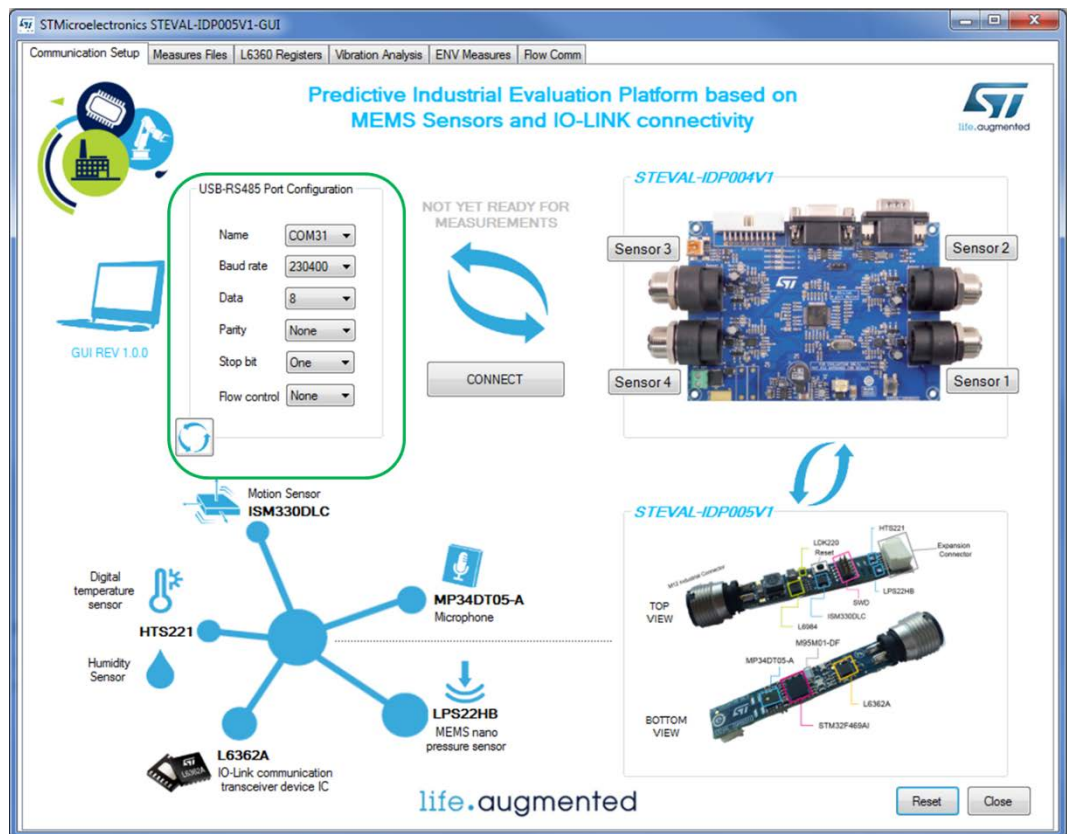 STMicroelectronics STEVAL-IDP005V1-GUI
Communication Setup
Measures Files
L6360 Registers
Vibration Analysis
ENV Measures
Flow Comm
Predictive Industrial Evaluation Platform based on
MEMS Sensors and IO-LINK connectivity
ST
life.augmented
USB-RS485 Port Configuration
Name
COM31
Baud rate
230400
Data
8
Parity
None
Stop bit
One
Flow control
None
GUI REV 1.0.0
NOT YET READY FOR
MEASUREMENTS
CONNECT
STEVAL-IDP004V1
Sensor 3
Sensor 2
Sensor 4
Sensor 1
ST
Motion Sensor
ISM330DLC
Digital
temperature
sensor
HTS221
Humidity
Sensor
MP34DT05-A
Microphone
LPS22HB
MEMS nano
pressure sensor
L6362A
IO-Link communication
transceiver device IC
L6362A
STEVAL-IDP005V1
HTS221
LDK220
Reset
Expansion
Connector
M12 Industrial Connector
TOP
VIEW
LPS22HB
SWD
ISM330DLC
L6984
M95M01-DF
MP34DT05-A
L6362A
STM32F469AI
BOTTOM
VIEW
life.augmented
Reset
Close